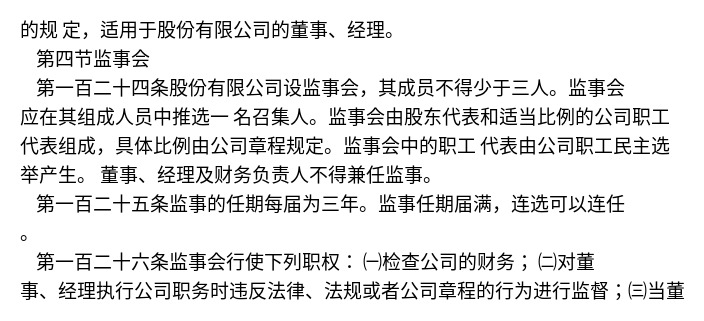 的规 定，适用于股份有限公司的董事、经理。
第四节监事会
第一百二十四条股份有限公司设监事会，其成员不得少于三人。监事会
应在其组成人员中推选一 名召集人。监事会由股东代表和适当比例的公司职工
代表组成，具体比例由公司章程规定。监事会中的职工 代表由公司职工民主选
举产生。 董事、经理及财务负责人不得兼任监事。
第一百二十五条监事的任期每届为三年。监事任期届满，连选可以连任
。
第一百二十六条监事会行使下列职权：㈠检查公司的财务；㈡对董
事、经理执行公司职务时违反法律、法规或者公司章程的行为进行监督；㈢当董